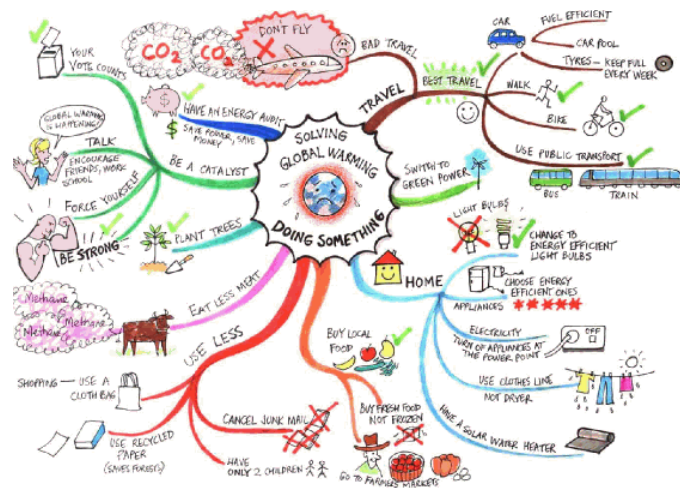 SOLVING
GLOBAL WARMING
DOING SOMETHING
TRAVEL
BAD TRAVEL
DON'T FLY
CO2
CO2
BEST TRAVEL
CAR
FUEL EFFICIENT
CAR POOL
TYRES – KEEP FULL
EVERY WEEK
WALK
BIKE
USE PUBLIC TRANSPORT
BUS
TRAIN
SWITCH TO
GREEN POWER
HOME
LIGHT BULBS
CHANGE TO
ENERGY EFFICIENT
LIGHT BULBS
CHOOSE ENERGY
EFFICIENT ONES
APPLIANCES
ELECTRICITY
TURN OF APPLIANCES AT
THE POWER POINT
OFF
USE CLOTHES LINE
NOT DRYER
HAVE A SOLAR WATER HEATER
BUY LOCAL
FOOD
BUY FRESH FOOD
NOT FROZEN
GO TO FARMERS MARKETS
USE LESS
SHOPPING — USE A
CLOTH BAG
USE RECYCLED
PAPER
(SAVES FORESTS)
CANCEL JUNK MAIL
HAVE
ONLY 2 CHILDREN
EAT LESS MEAT
Methane
Methane
Methane
PLANT TREES
BE A CATALYST
YOUR
VOTE COUNTS
TALK
GLOBAL WARMING
IS HAPPENING!
ENCOURAGE
FRIENDS, WORK
SCHOOL
FORCE YOURSELF
BE STRONG
HAVE AN ENERGY AUDIT
$ SAVE POWER, SAVE
MONEY